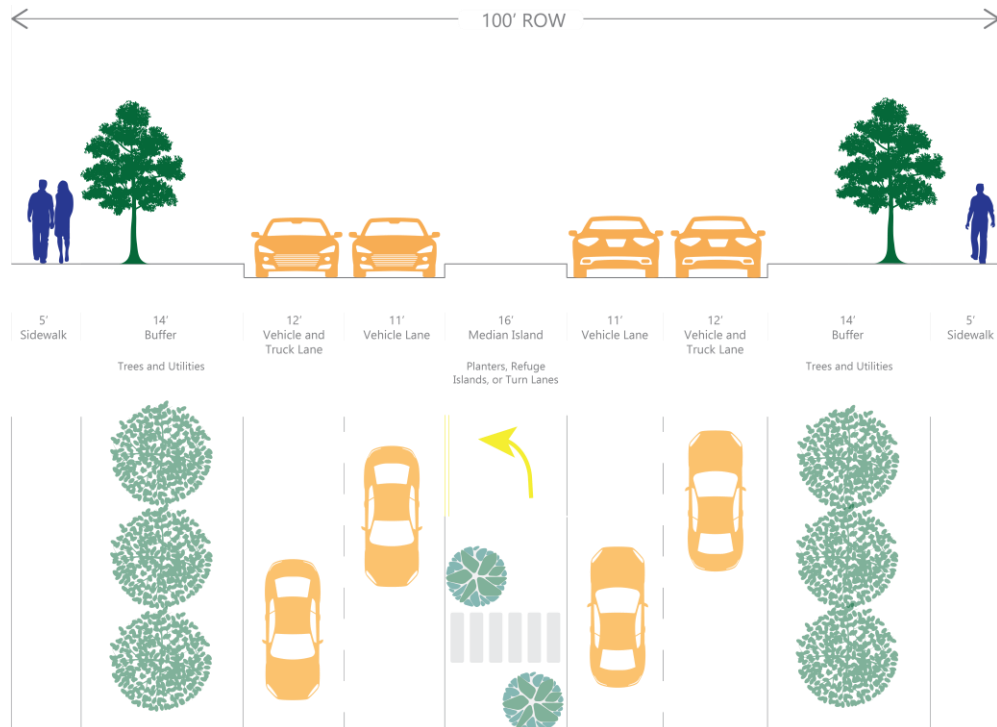 100' ROW
5'
Sidewalk
14'
Buffer
Trees and Utilities
12'
Vehicle and
Truck Lane
11'
Vehicle Lane
16'
Median Island
Planters, Refuge
Islands, or Turn Lanes
11'
Vehicle Lane
12'
Vehicle and
Truck Lane
14'
Buffer
Trees and Utilities
5'
Sidewalk